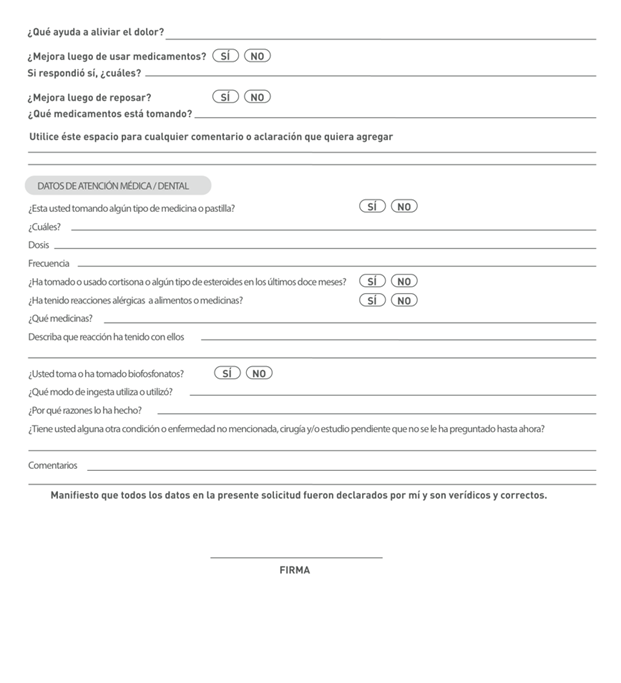 ¿Qué ayuda a aliviar el dolor?
¿Mejora luego de usar medicamentos? SÍ NO
Si respondió sí, ¿cuáles?
¿Mejora luego de reposar? SÍ NO
¿Qué medicamentos está tomando?
Utilice éste espacio para cualquier comentario o aclaración que quiera agregar
DATOS DE ATENCIÓN MÉDICA / DENTAL
¿Esta usted tomando algún tipo de medicina o pastilla? SÍ NO
¿Cuáles?
Dosis
Frecuencia
¿Ha tomado o usado cortisona o algún tipo de esteroides en los últimos doce meses? SÍ NO
¿Ha tenido reacciones alérgicas a alimentos o medicinas? SÍ NO
¿Qué medicinas?
Describa que reacción ha tenido con ellos
¿Usted toma o ha tomado biofosfonatos? SÍ NO
¿Qué modo de ingesta utiliza o utilizó?
¿Por qué razones lo ha hecho?
¿Tiene usted alguna otra condición o enfermedad no mencionada, cirugía y/o estudio pendiente que no se le ha preguntado hasta ahora?
Comentarios
Manifiesto que todos los datos en la presente solicitud fueron declarados por mí y son verídicos y correctos.
FIRMA